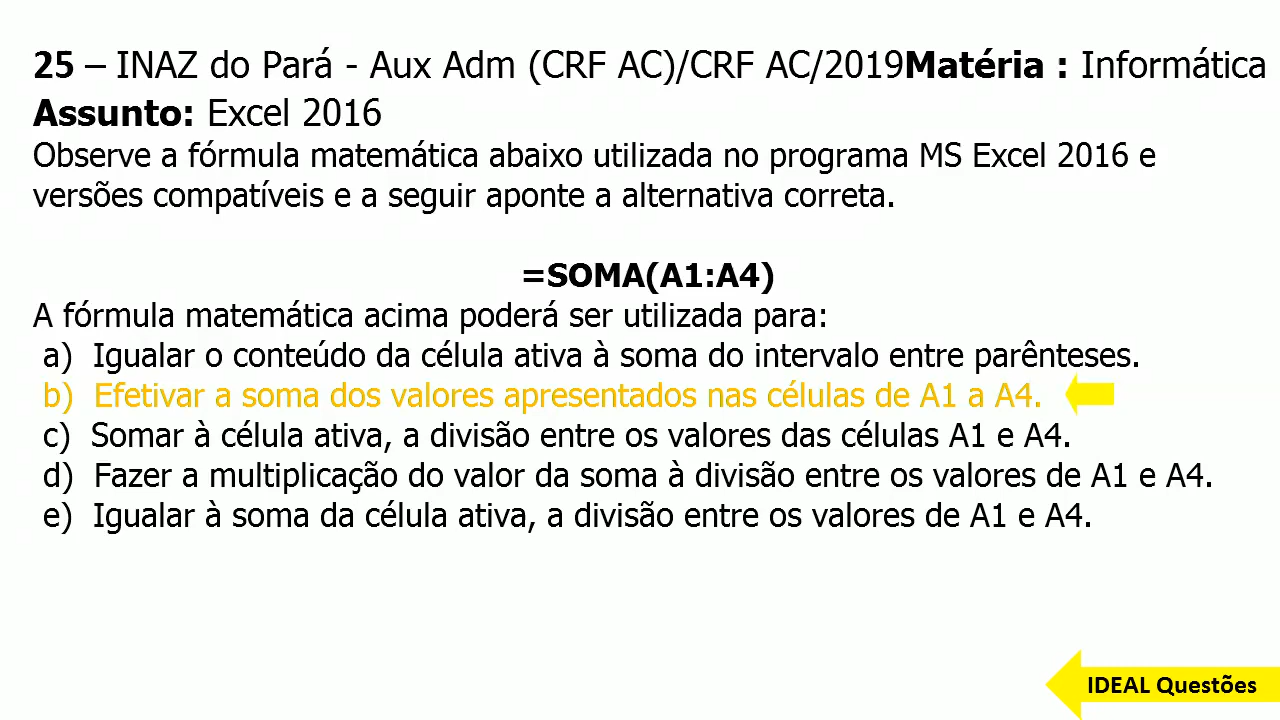 25 – INAZ do Pará - Aux Adm (CRF AC)/CRF AC/2019Matéria : Informática
Assunto: Excel 2016
Observe a fórmula matemática abaixo utilizada no programa MS Excel 2016 e
versões compatíveis e a seguir aponte a alternativa correta.
=SOMA(A1:A4)
A fórmula matemática acima poderá ser utilizada para:
a) Igualar o conteúdo da célula ativa à soma do intervalo entre parênteses.
b) Efetivar a soma dos valores apresentados nas células de A1 a A4.
c) Somar à célula ativa, a divisão entre os valores das células A1 e A4.
d) Fazer a multiplicação do valor da soma à divisão entre os valores de A1 e A4.
e) Igualar à soma da célula ativa, a divisão entre os valores de A1 e A4.
IDEAL Questões